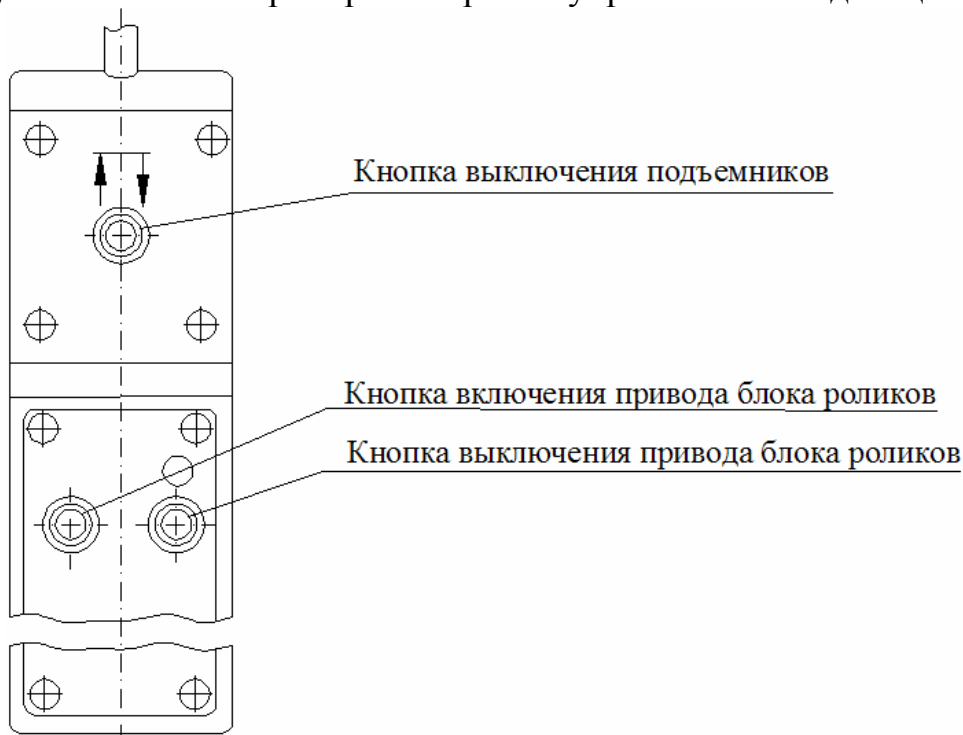 Кнопка выключения подъемников
Кнопка включения привода блока роликов
Кнопка выключения привода блока роликов